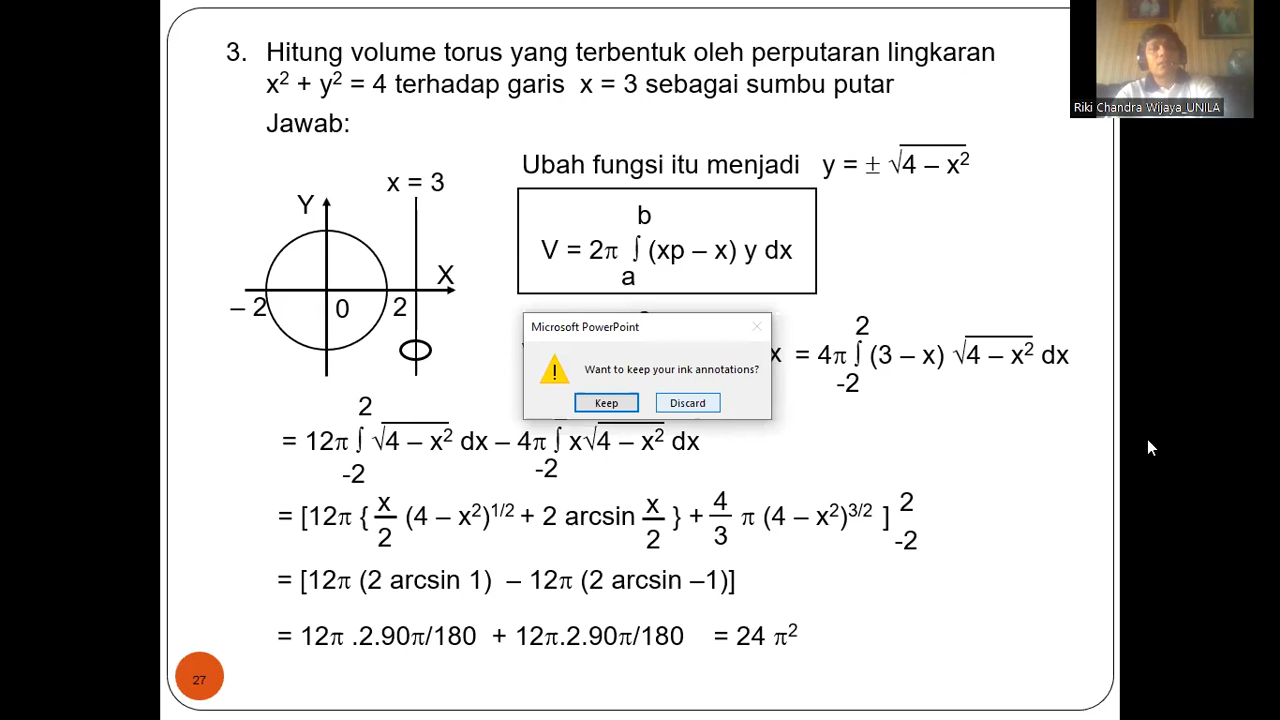 3. Hitung volume torus yang terbentuk oleh perputaran lingkaran
x² + y² = 4 terhadap garis x = 3 sebagai sumbu putar
Jawab:
Riki Chandra Wijaya_UNILA
Ubah fungsi itu menjadi y = ± √4 – x²
x = 3
Y
X
– 2
0
2
b
V = 2π ∫ (xp – x) y dx
a
Microsoft PowerPoint
Want to keep your ink annotations?
Keep Discard
2
x = 4π ∫ (3 – x) √4 – x² dx
-2
2
= 12π ∫ √4 – x² dx – 4π ∫ x√4 – x² dx
-2 -2
= [12π { x/2 (4 – x²)^1/2 + 2 arcsin x/2 } + 4/3 π (4 – x²)^3/2 ] 2
-2
= [12π (2 arcsin 1) – 12π (2 arcsin –1)]
= 12π .2.90π/180 + 12π.2.90π/180 = 24 π²
27